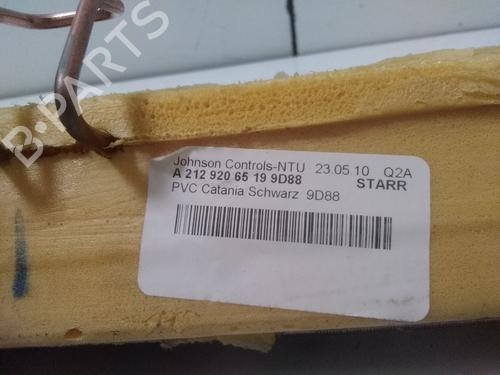 B-PARTS
Johnson Controls-NTU 23.05.10 Q2A
A 212 920 65 19 9D88 STARR
PVC Catania Schwarz 9D88